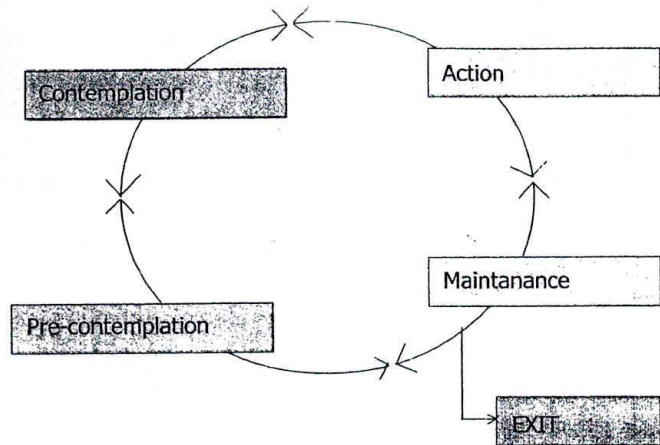 Contemplation
Action
Pre-contemplation
Maintanance
EXIT